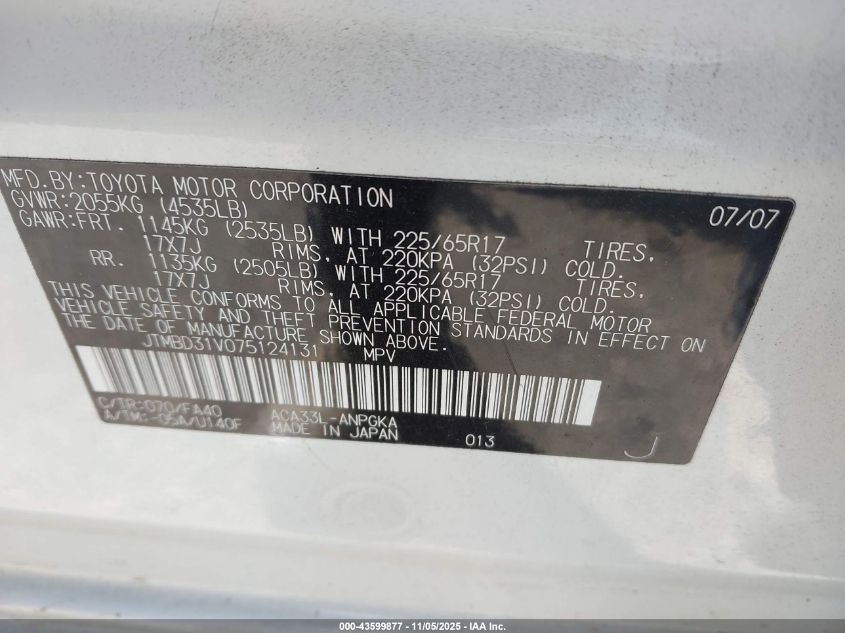 MFD.BY:TOYOTA MOTOR CORPORATION 07/07
GVWR:2055KG (4535LB)
GAWR:FRT. 1145KG (2535LB) WITH 225/65R17 TIRES,
17X7J RIMS, AT 220KPA (32PSI) COLD.
RR. 1135KG (2505LB) WITH 225/65R17 TIRES,
17X7J RIMS, AT 220KPA (32PSI) COLD.
THIS VEHICLE CONFORMS TO ALL APPLICABLE FEDERAL MOTOR
VEHICLE SAFETY AND THEFT PREVENTION STANDARDS IN EFFECT ON
THE DATE OF MANUFACTURE SHOWN ABOVE.
JTMBD31V075124131 MPV
C/TR:070/FA40 ACA33L-ANPGKA
A/TM:-05A/U140F MADE IN JAPAN 013 J
000-43599877 - 11/05/2025 - IAA Inc.